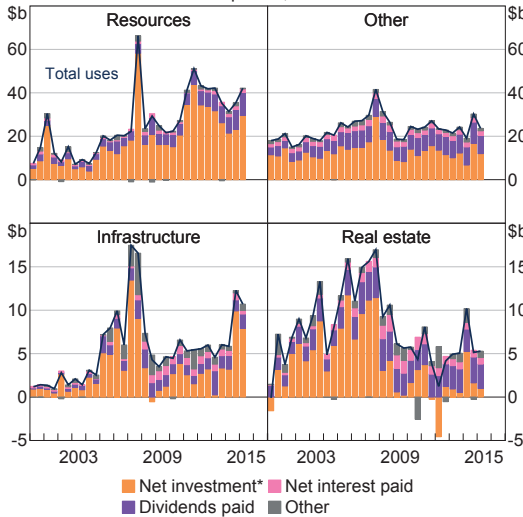 $b Resources Other $b
60 60
Total uses
40 40
20 20
0 0
$b Infrastructure Real estate $b
15 15
10 10
5 5
0 0
-5 -5
2003 2009 2015 2003 2009 2015
Net investment* Net interest paid
Dividends paid Other